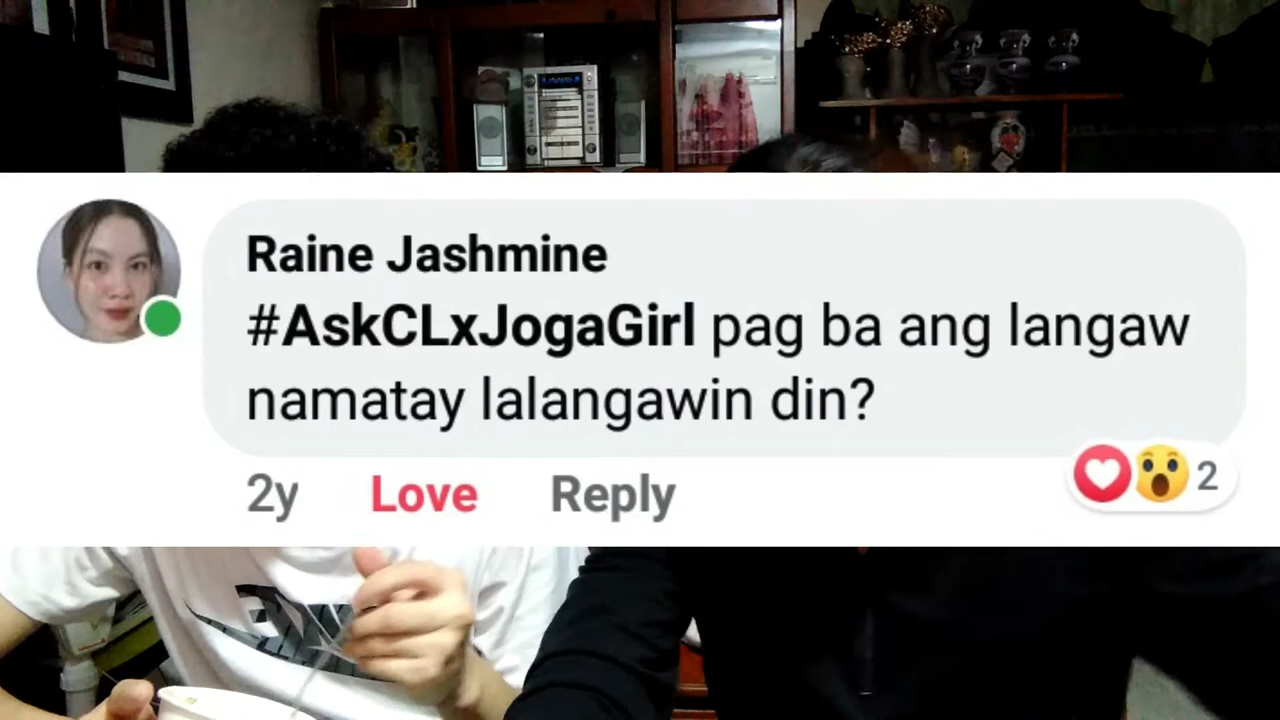 Raine Jashmine
#AskCLxJogaGirl pag ba ang langaw
namatay lalangawin din?
2y Love Reply
2